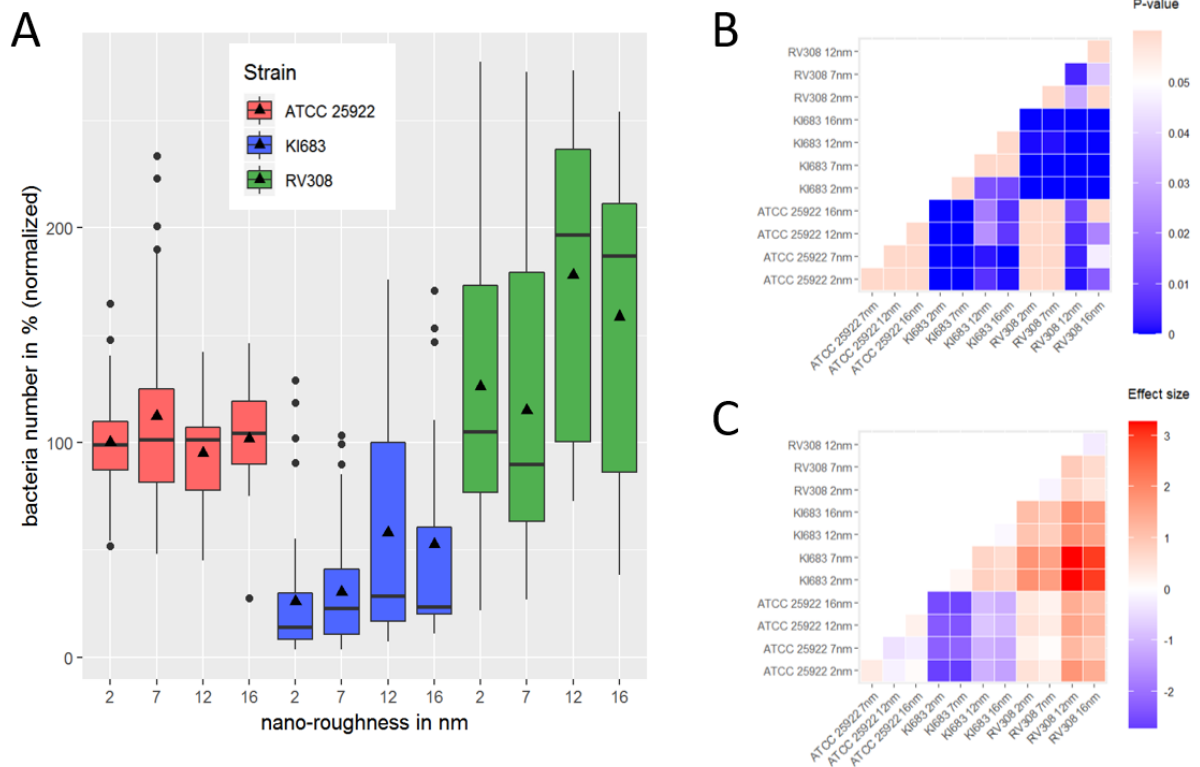 A
bacteria number in % (normalized)
200
100
0
Strain
ATCC 25922
KI683
RV308
2 7 12 16 2 7 12 16 2 7 12 16
nano-roughness in nm
B
RV308 12nm
RV308 7nm
RV308 2nm
KI683 16nm
KI683 12nm
KI683 7nm
KI683 2nm
ATCC 25922 16nm
ATCC 25922 12nm
ATCC 25922 7nm
ATCC 25922 2nm
ATCC 25922 7nm
ATCC 25922 12nm
ATCC 25922 16nm
KI683 2nm
KI683 7nm
KI683 12nm
KI683 16nm
RV308 2nm
RV308 7nm
RV308 12nm
RV308 16nm
P-value
0.05
0.04
0.03
0.02
0.01
0
C
RV308 12nm
RV308 7nm
RV308 2nm
KI683 16nm
KI683 12nm
KI683 7nm
KI683 2nm
ATCC 25922 16nm
ATCC 25922 12nm
ATCC 25922 7nm
ATCC 25922 2nm
ATCC 25922 7nm
ATCC 25922 12nm
ATCC 25922 16nm
KI683 2nm
KI683 7nm
KI683 12nm
KI683 16nm
RV308 2nm
RV308 7nm
RV308 12nm
RV308 16nm
Effect size
3
2
1
0
-1
-2